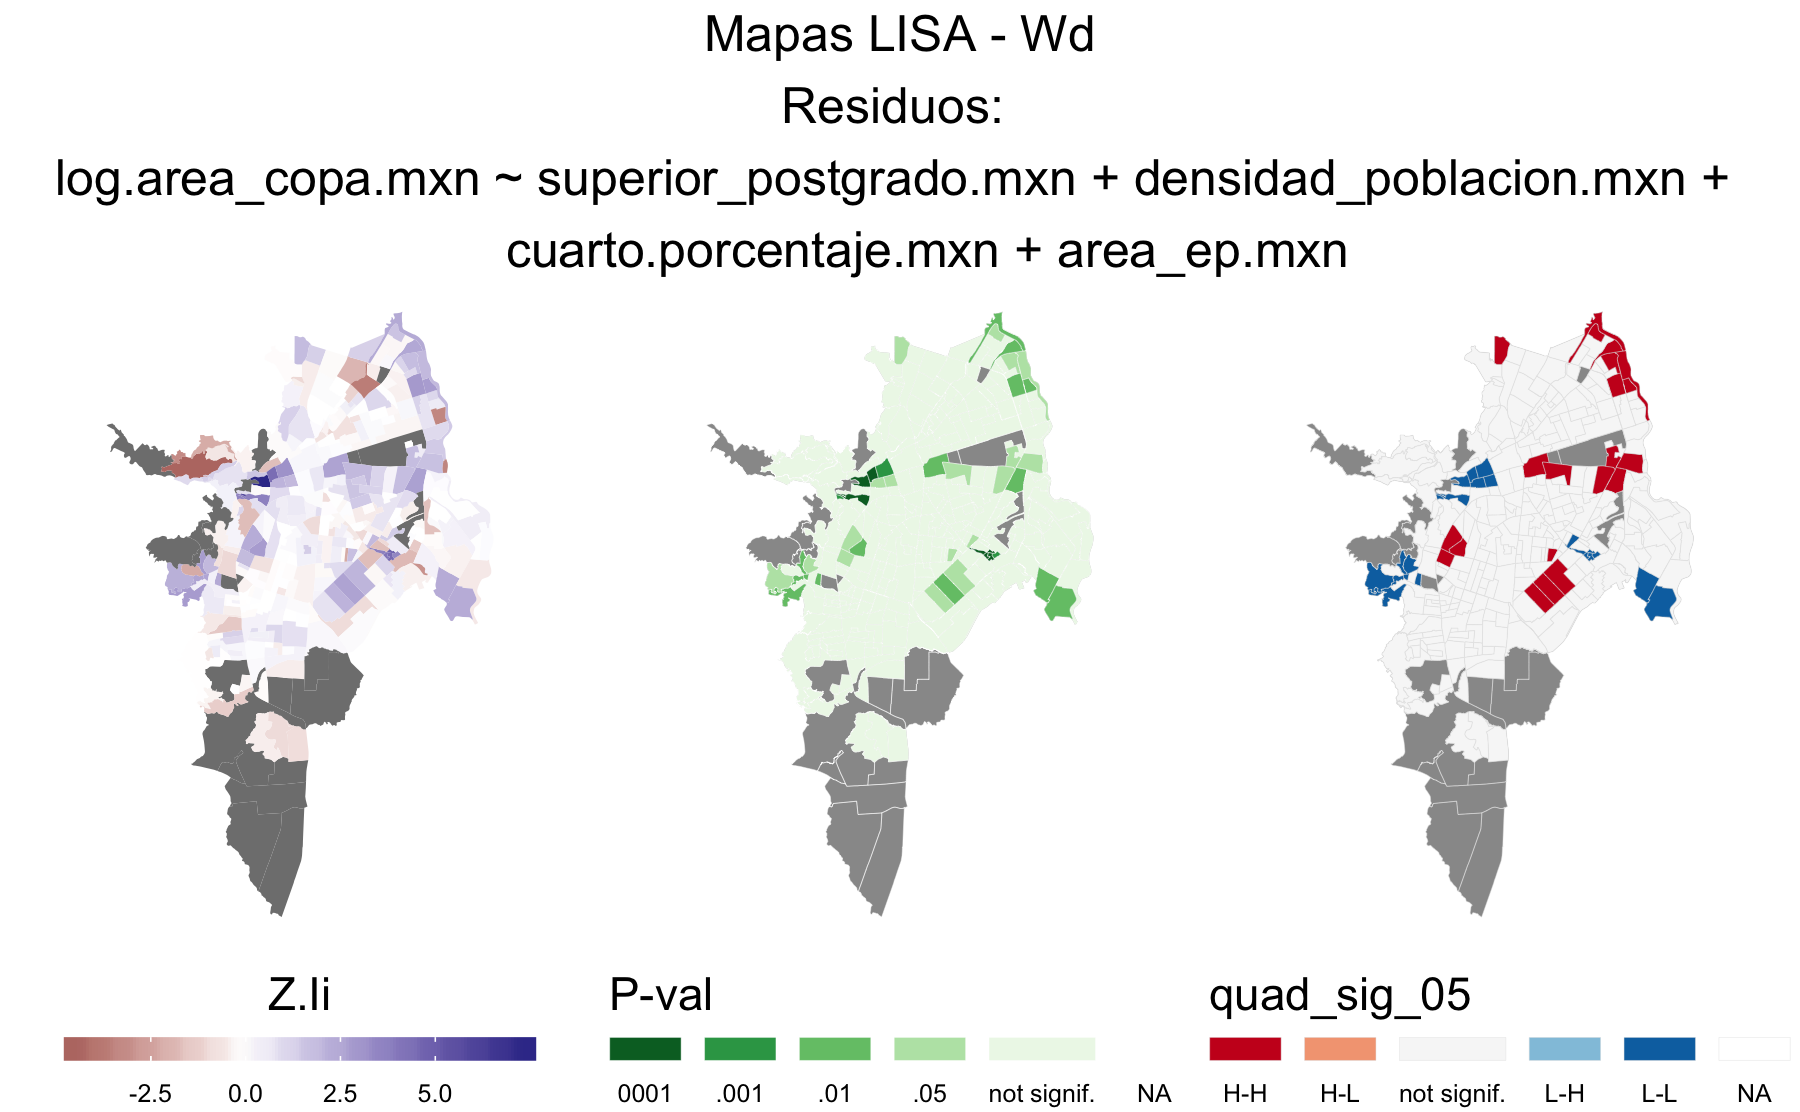 Mapas LISA - Wd
Residuos:
log.area_copa.mxn ~ superior_postgrado.mxn + densidad_poblacion.mxn +
cuarto.porcentaje.mxn + area_ep.mxn
Z.Ii
-2.5 0.0 2.5 5.0
P-val
0001 .001 .01 .05 not signif. NA
quad_sig_05
H-H H-L not signif. L-H L-L NA